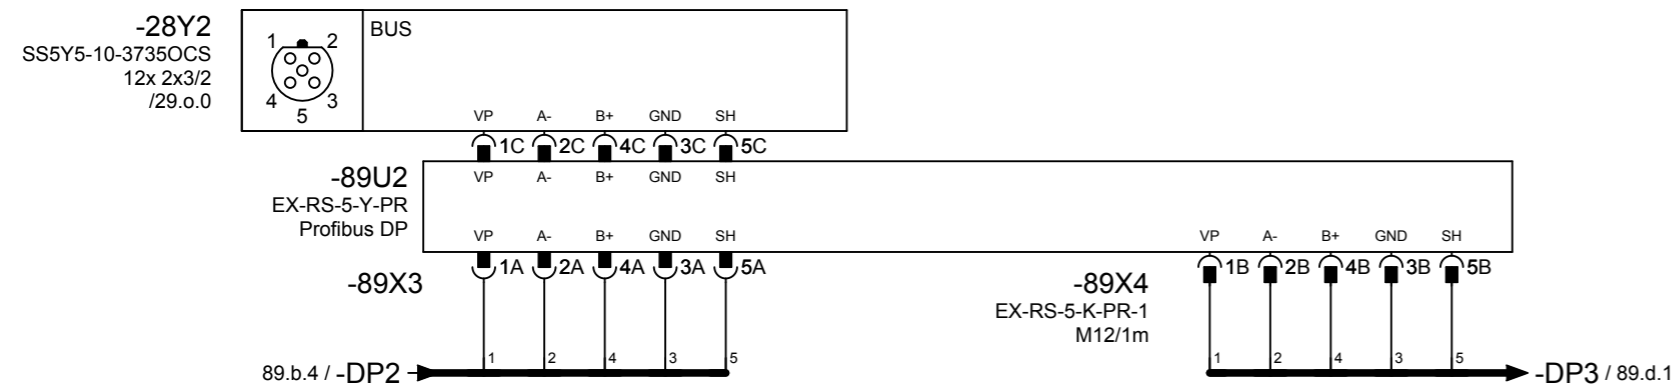 -28Y2
SS5Y5-10-3735OCS
12x 2x3/2
/29.o.0
1 2
4 3
5
BUS
VP A- B+ GND SH
1C 2C 4C 3C 5C
-89U2
EX-RS-5-Y-PR
Profibus DP
VP A- B+ GND SH
VP A- B+ GND SH
VP A- B+ GND SH
-89X3
1A 2A 4A 3A 5A
-89X4
EX-RS-5-K-PR-1
M12/1m
1B 2B 4B 3B 5B
1 2 4 3 5
1 2 4 3 5
89.b.4 / -DP2
-DP3 / 89.d.1